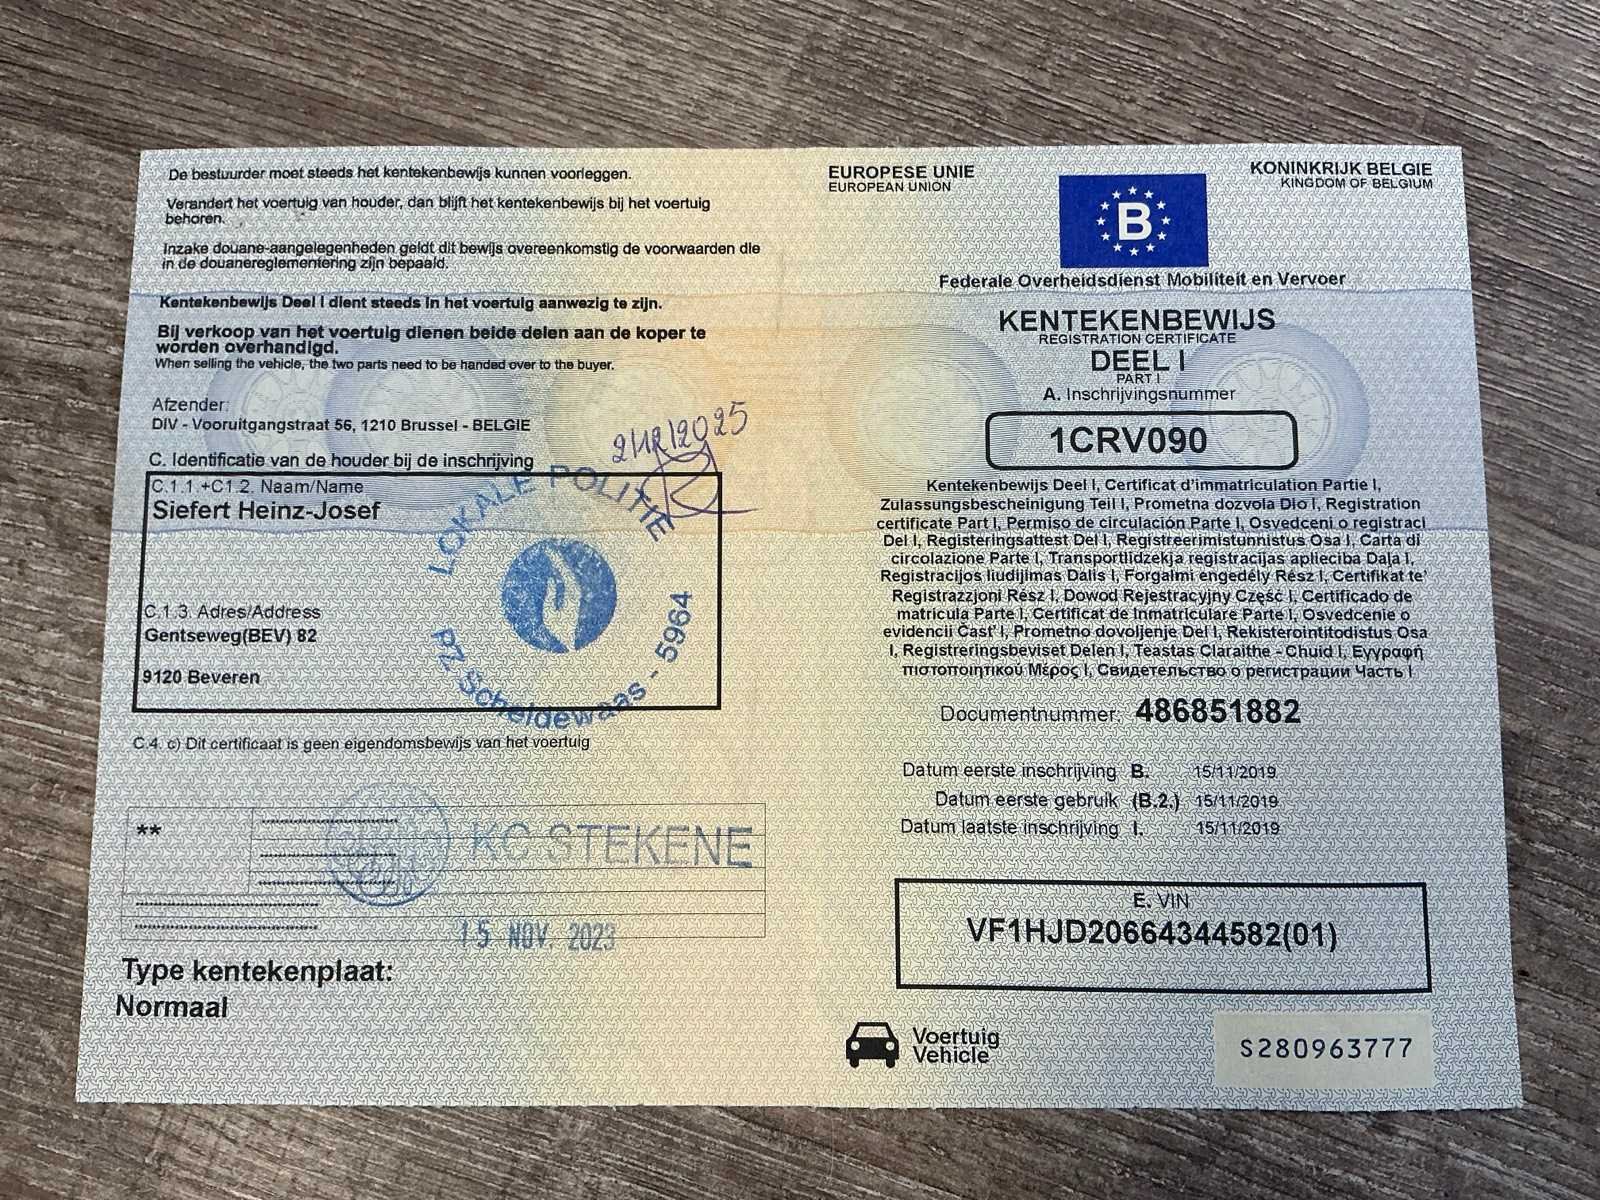 De bestuurder moet steeds het kentekenbewijs kunnen voorleggen.
Verandert het voertuig van houder, dan blijft het kentekenbewijs bij het voertuig
behoren.
Inzake douane-aangelegenheden geldt dit bewijs overeenkomstig de voorwaarden die
in de douanereglementering zijn bepaald.
Kentekenbewijs Deel I dient steeds in het voertuig aanwezig te zijn.
Bij verkoop van het voertuig dienen beide delen aan de koper te
worden overhandigd.
When selling the vehicle, the two parts need to be handed over to the buyer.
Afzender:
DIV - Vooruitgangstraat 56, 1210 Brussel - BELGIE
2/12/2025
C. Identificatie van de houder bij de inschrijving
C.1.1.+C1.2. Naam/Name
Siefert Heinz-Josef
C.1.3. Adres/Address
Gentseweg(BEV) 82
9120 Beveren
LOKALE POLITIE
PZ Scheldewaas - 5964
C.4. c) Dit certificaat is geen eigendomsbewijs van het voertuig
**
KC STEKENE
15 NOV. 2023
Type kentekenplaat:
Normaal
EUROPESE UNIE
EUROPEAN UNION
KONINKRIJK BELGIE
KINGDOM OF BELGIUM
B
Federale Overheidsdienst Mobiliteit en Vervoer
KENTEKENBEWIJS
REGISTRATION CERTIFICATE
DEEL I
PART I
A. Inschrijvingsnummer
1CRV090
Kentekenbewijs Deel I, Certificat d'immatriculation Partie I,
Zulassungsbescheinigung Teil I, Prometna dozvola Dio I, Registration
certificate Part I, Permiso de circulación Parte I, Osvedceni o registraci
Del I, Registeringsattest Del I, Registreerimistunnistus Osa I, Carta di
circolazione Parte I, Transportlidzekja registracijas aplieciba Daļa I,
Registracijos liudijimas Dalis I, Forgalmi engedély Rész I, Certifikat te'
Registrazzjoni Rész I, Dowod Rejestracyjny Część I, Certificado de
matricula Parte I, Certificat de Inmatriculare Parte I, Osvedcenie o
evidencii Čast' I, Prometno dovoljenje Del I, Rekisterointitodistus Osa
I, Registreringsbeviset Delen I, Teastas Claraithe - Chuid I, Εγγραφή
πιστοποιητικού Μέρος I, Свидетельство о регистрации Часть I
Documentnummer: 486851882
Datum eerste inschrijving B. 15/11/2019
Datum eerste gebruik (B.2.) 15/11/2019
Datum laatste inschrijving I. 15/11/2019
E. VIN
VF1HJD20664344582(01)
Voertuig
Vehicle
S280963777